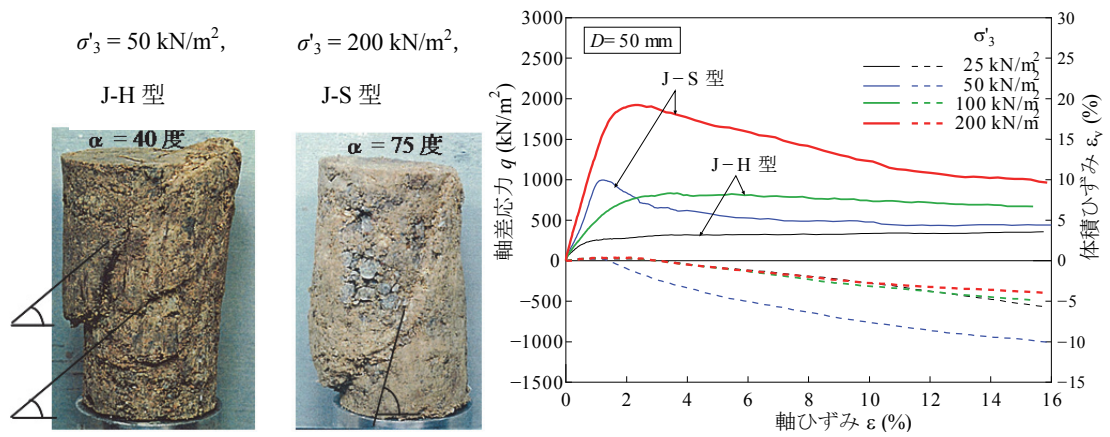 σ'3 = 50 kN/m2,
J-H 型
α = 40 度
σ'3 = 200 kN/m2,
J-S 型
α = 75 度
D= 50 mm
J-S 型
J-H 型
σ'3
25 kN/m2
50 kN/m2
100 kN/m2
200 kN/m2
軸差応力 q (kN/m2)
3000
2500
2000
1500
1000
500
0
-500
-1000
-1500
体積ひずみ εv (%)
30
25
20
15
10
5
0
-5
-10
-15
0 2 4 6 8 10 12 14 16
軸ひずみ ε (%)